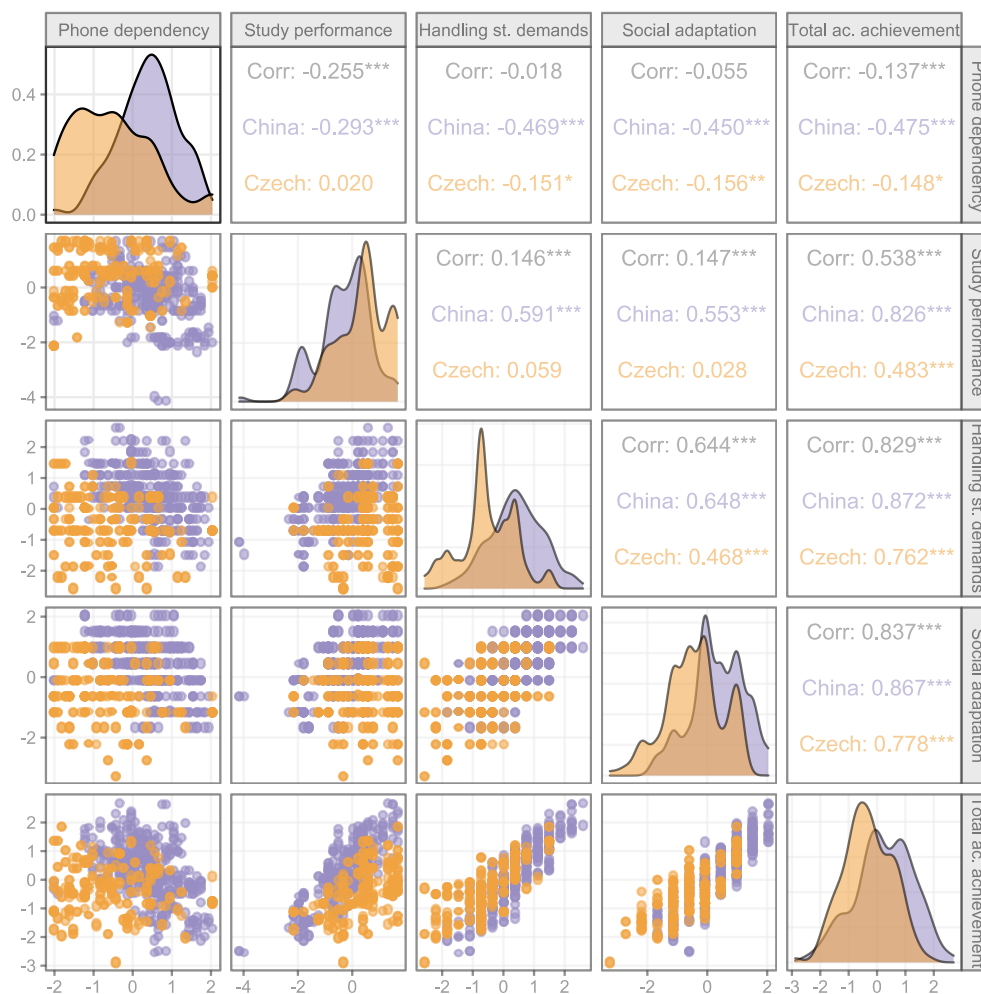 Phone dependency Study performance Handling st. demands Social adaptation Total ac. achievement
Corr: -0.255*** Corr: -0.018 Corr: -0.055 Corr: -0.137***
China: -0.293*** China: -0.469*** China: -0.450*** China: -0.475***
Czech: 0.020 Czech: -0.151* Czech: -0.156** Czech: -0.148*
Phone dependency
0.4
0.2
0.0
Corr: 0.146*** Corr: 0.147*** Corr: 0.538***
China: 0.591*** China: 0.553*** China: 0.826***
Czech: 0.059 Czech: 0.028 Czech: 0.483***
Study performance
0
-2
-4
Corr: 0.644*** Corr: 0.829***
China: 0.648*** China: 0.872***
Czech: 0.468*** Czech: 0.762***
Handling st. demands
2
1
0
-1
-2
Corr: 0.837***
China: 0.867***
Czech: 0.778***
Social adaptation
2
0
-2
Total ac. achievement
2
1
0
-1
-2
-3
-2 -1 0 1 2 -4 -2 0 -2 -1 0 1 2 -2 0 2 -3 -2 -1 0 1 2